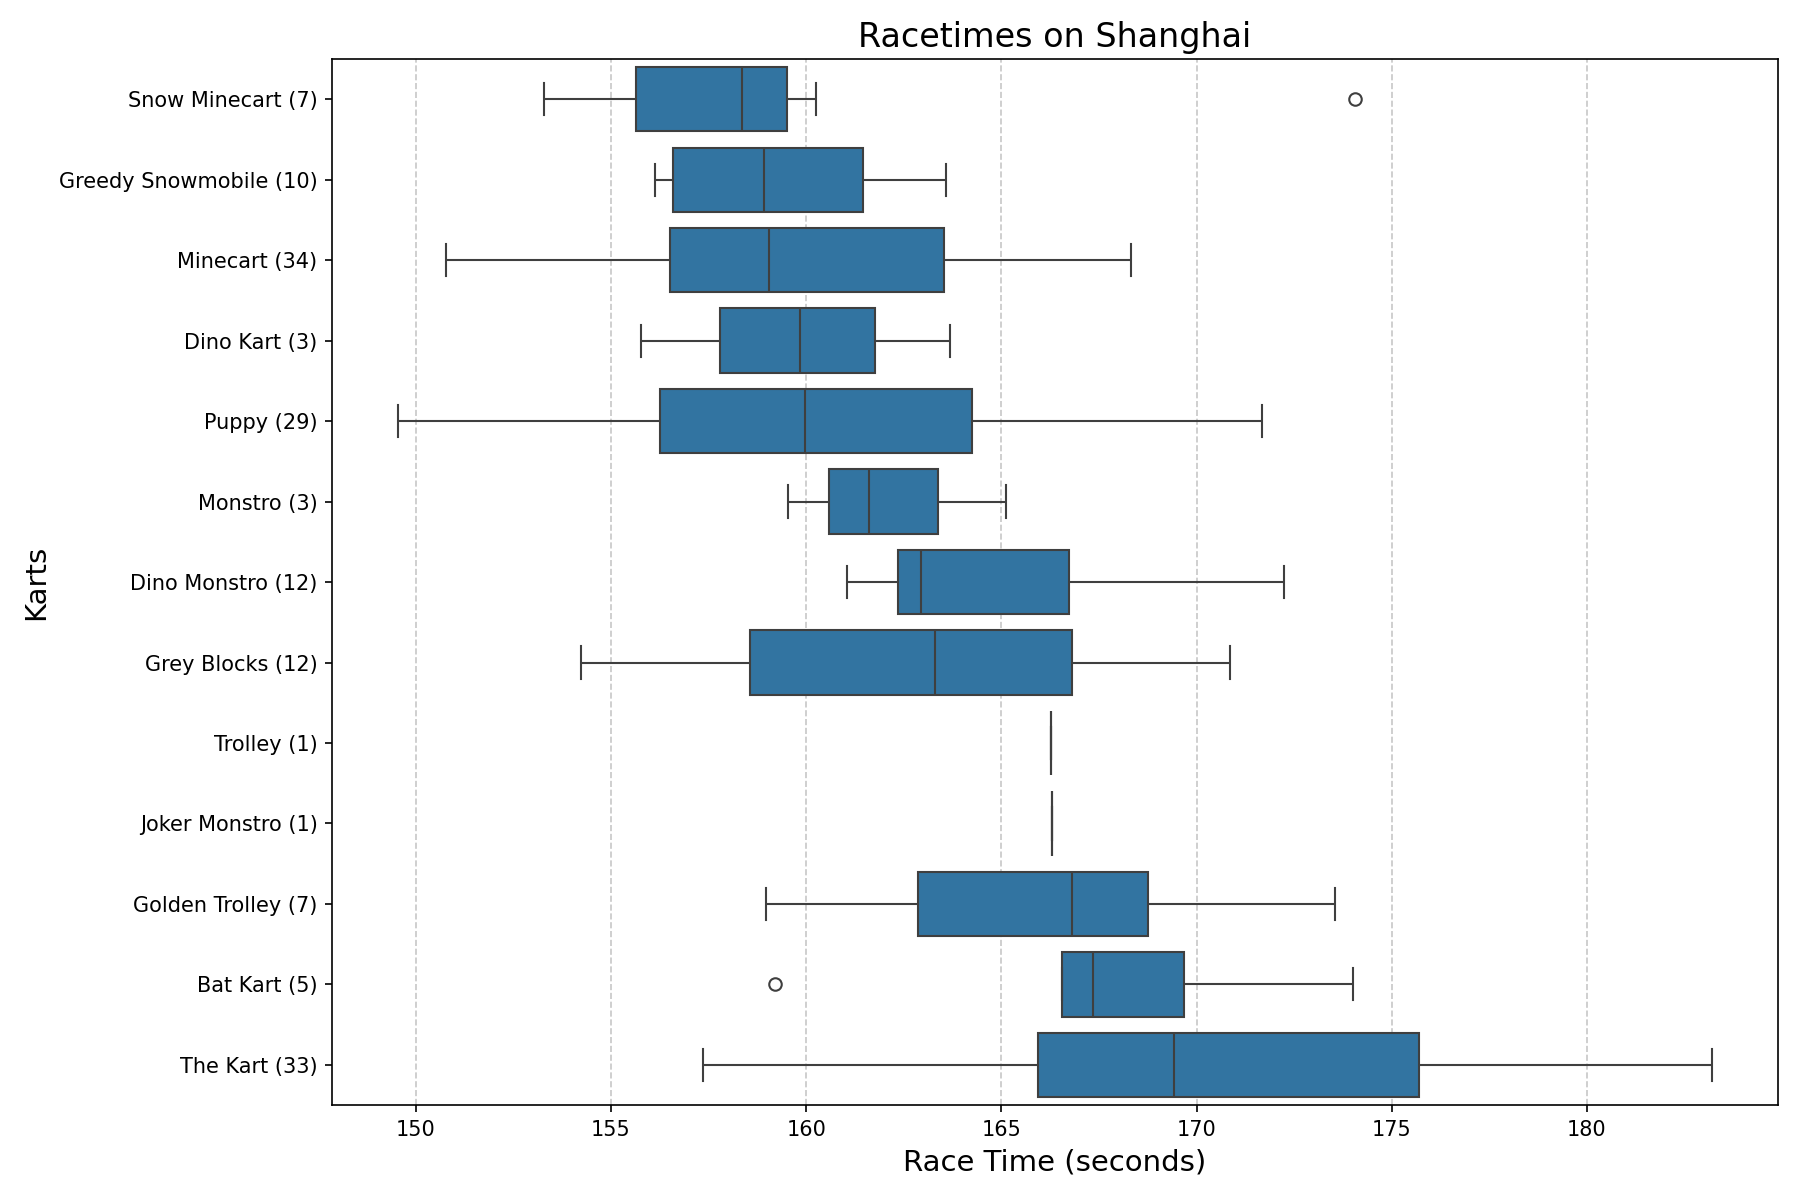 Racetimes on Shanghai
Snow Minecart (7)
Greedy Snowmobile (10)
Minecart (34)
Dino Kart (3)
Puppy (29)
Monstro (3)
Dino Monstro (12)
Grey Blocks (12)
Trolley (1)
Joker Monstro (1)
Golden Trolley (7)
Bat Kart (5)
The Kart (33)
Karts
150 155 160 165 170 175 180
Race Time (seconds)